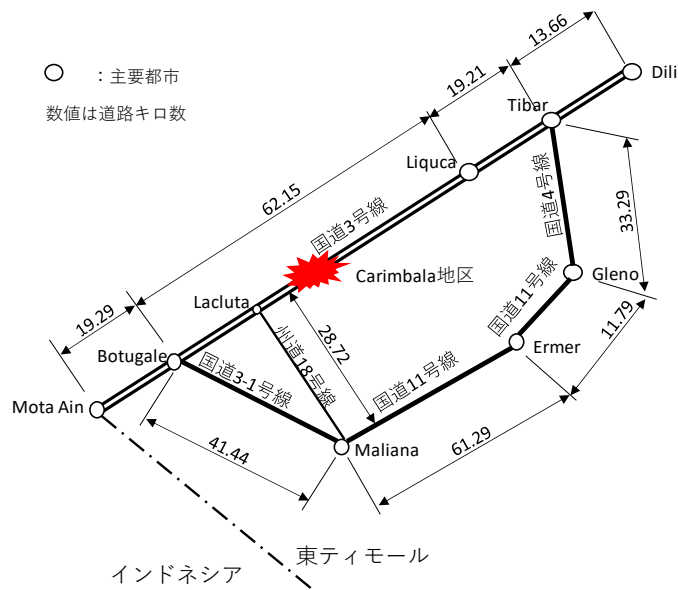 ：主要都市
数値は道路キロ数
13.66
Dili
19.21
Tibar
Liquca
62.15
国道3号線
国道4号線
33.29
Carimbala地区
Gleno
国道11号線
11.79
Lacluta
19.29
28.72
州道18号線
Ermer
Botugale
国道3-1号線
国道11号線
Mota Ain
Maliana
41.44
61.29
東ティモール
インドネシア